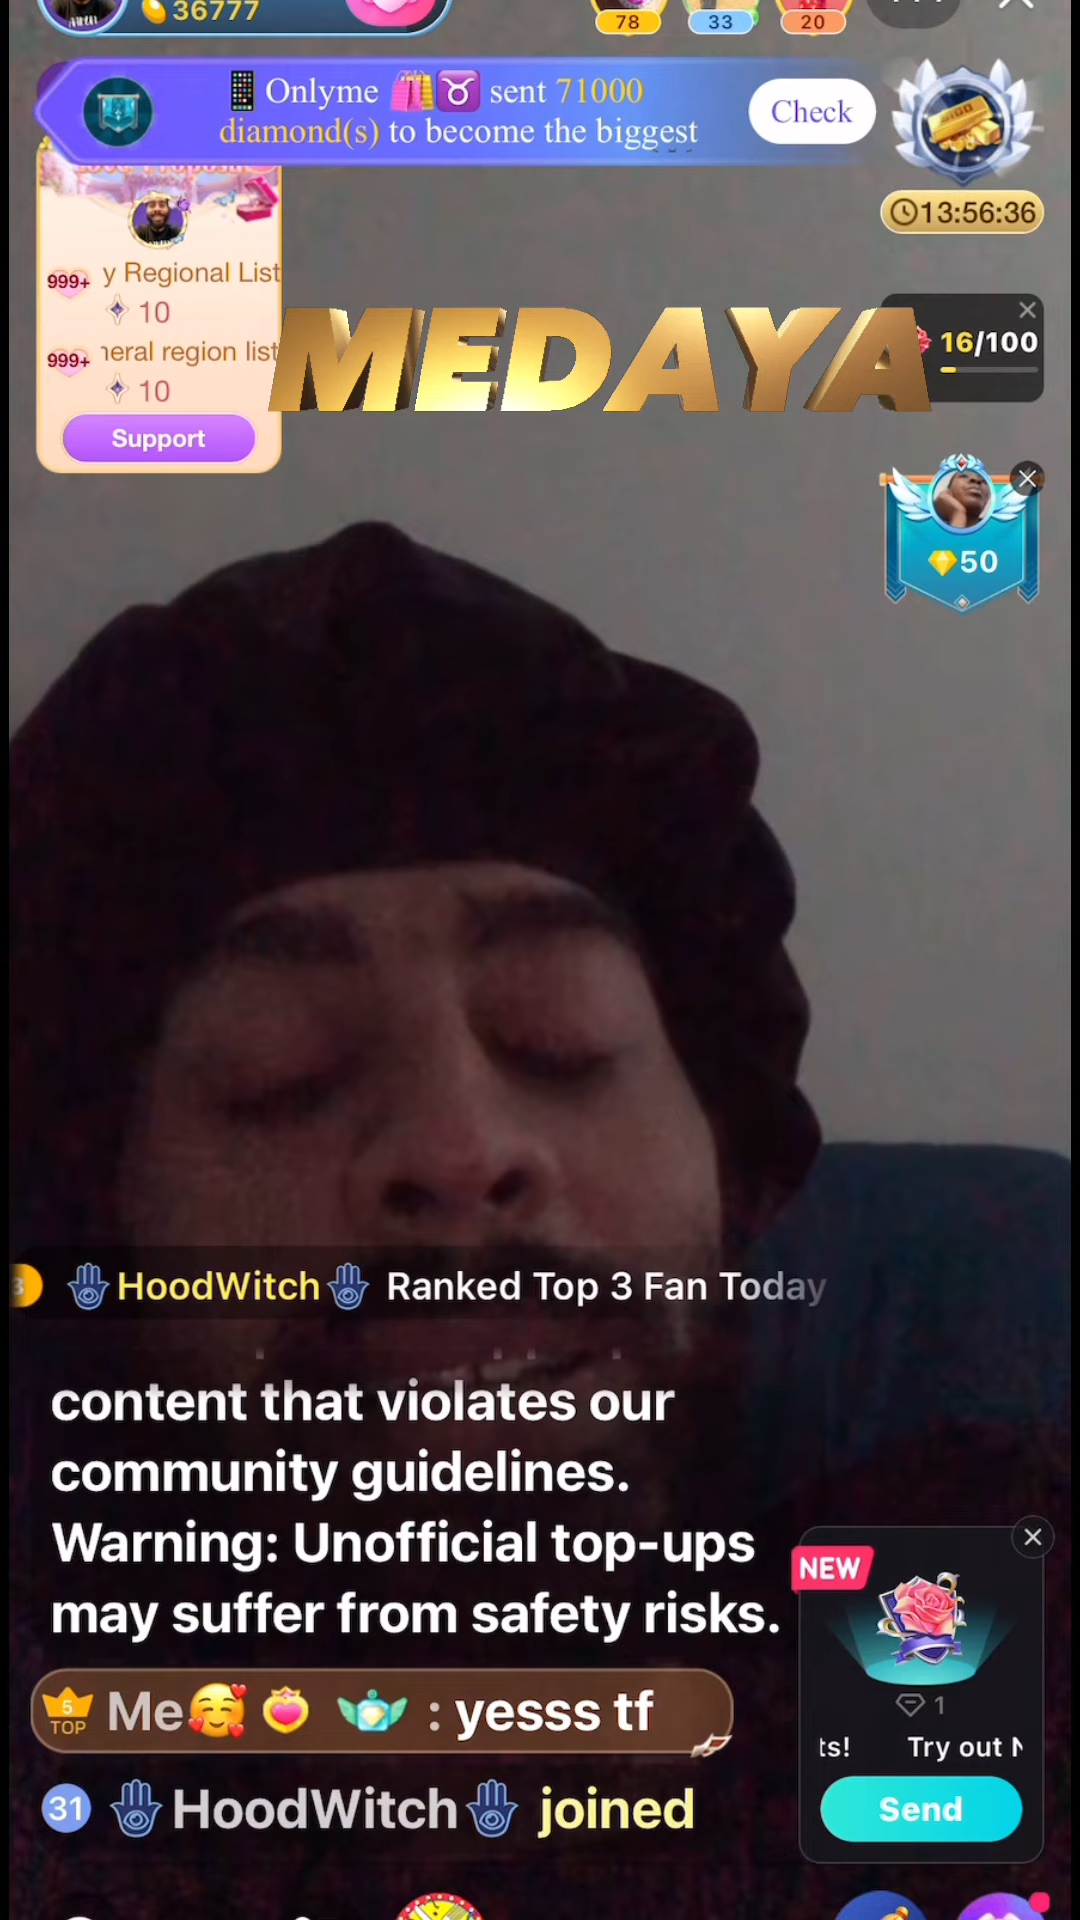 36777
78
33
20
Onlyme sent 71000
diamond(s) to become the biggest
Check
13:56:36
999+ y Regional List
10
999+ neral region list
10
Support
MEDAYA
16/100
50
HoodWitch Ranked Top 3 Fan Today
content that violates our
community guidelines.
Warning: Unofficial top-ups
may suffer from safety risks.
NEW
5
TOP
Me : yesss tf
1
ts! Try out N
31 HoodWitch joined
Send